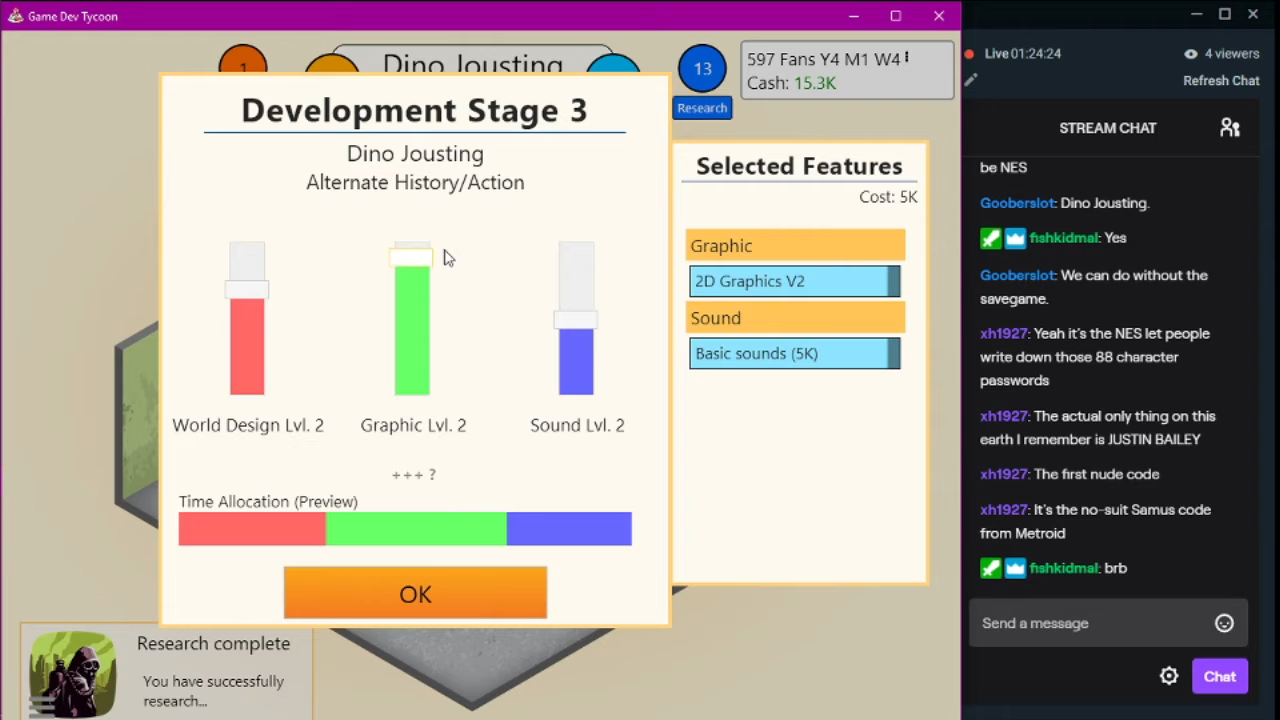 Game Dev Tycoon
1
Dino Jousting
13
Research
597 Fans Y4 M1 W4
Cash: 15.3K
Development Stage 3
Dino Jousting
Alternate History/Action
World Design Lvl. 2
Graphic Lvl. 2
Sound Lvl. 2
+++ ?
Time Allocation (Preview)
OK
Selected Features
Cost: 5K
Graphic
2D Graphics V2
Sound
Basic sounds (5K)
Research complete
You have successfully
research...
Live 01:24:24
4 viewers
Refresh Chat
STREAM CHAT
be NES
Gooberslot: Dino Jousting.
fishkidmal: Yes
Gooberslot: We can do without the
savegame.
xh1927: Yeah it's the NES let people
write down those 88 character
passwords
xh1927: The actual only thing on this
earth I remember is JUSTIN BAILEY
xh1927: The first nude code
xh1927: It's the no-suit Samus code
from Metroid
fishkidmal: brb
Send a message
Chat